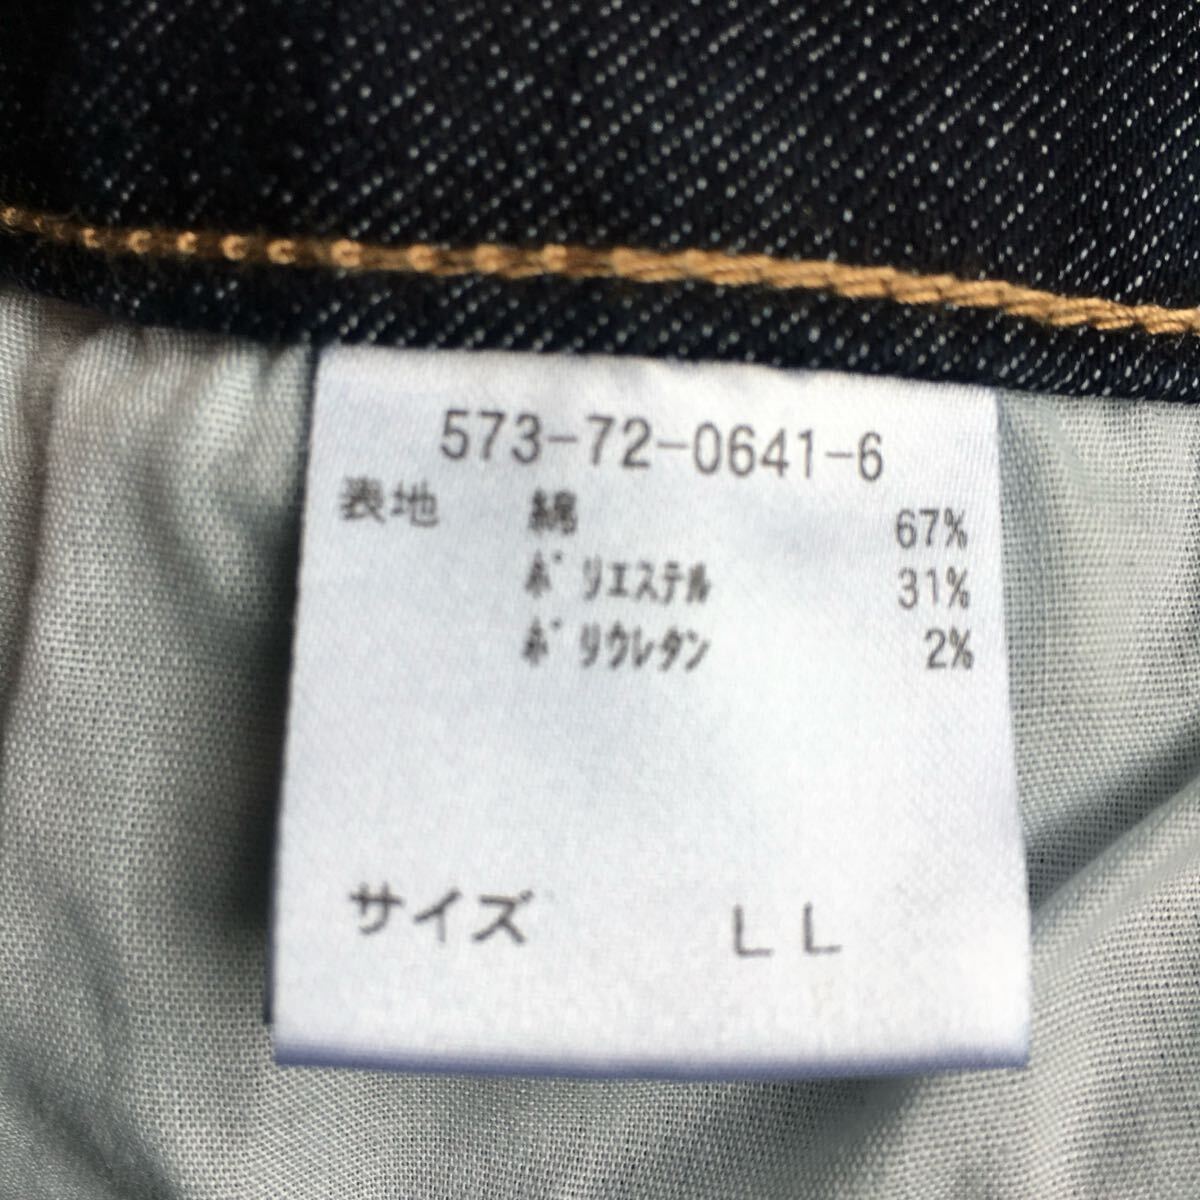 573-72-0641-6
表地 綿 67%
ﾎﾟﾘｴｽﾃﾙ 31%
ﾎﾟﾘｳﾚﾀﾝ 2%
サイズ LL